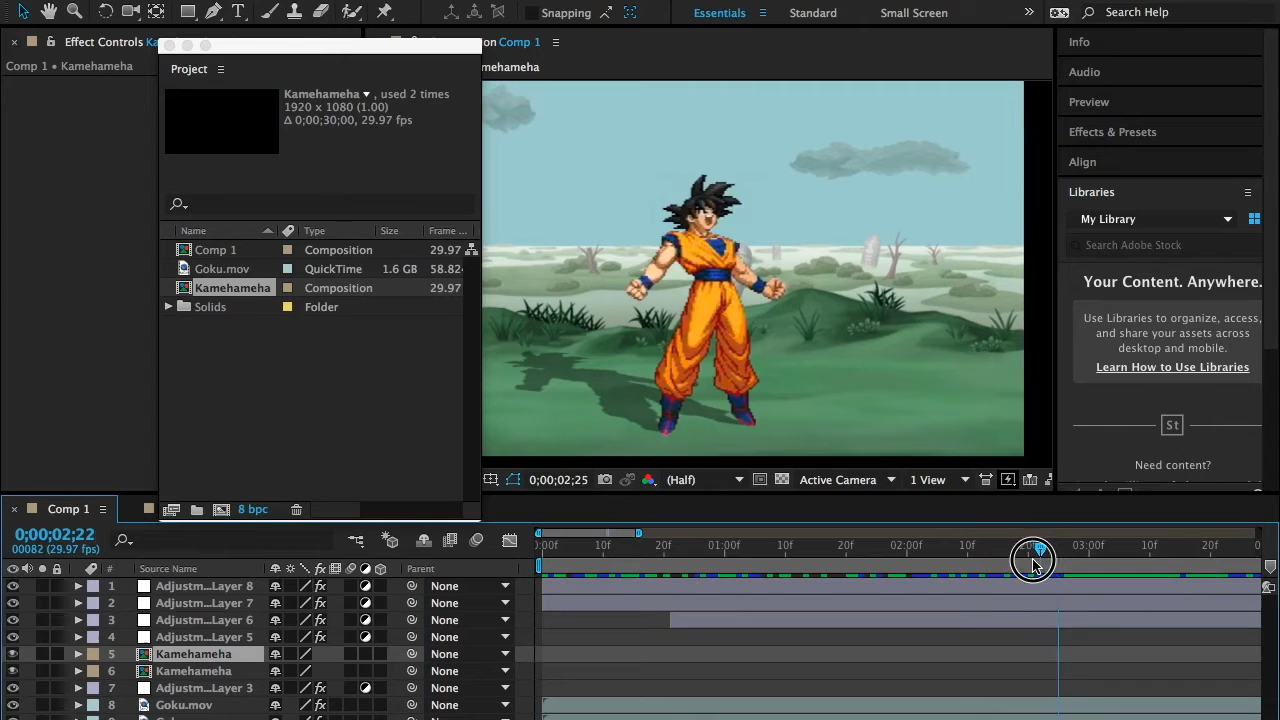 Snapping
Essentials
Standard
Small Screen
»
Search Help
Effect Controls
Comp 1
Info
Comp 1 • Kamehameha
Project
mehameha
Audio
Kamehameha , used 2 times
1920 x 1080 (1.00)
Δ 0;00;30;00, 29.97 fps
Preview
Effects & Presets
Align
Libraries
My Library
Name
Type
Size
Frame ...
Search Adobe Stock
Comp 1
Composition
29.97
Goku.mov
QuickTime
1.6 GB
58.82
Kamehameha
Composition
29.97
Solids
Folder
Your Content. Anywhere.
Use Libraries to organize, access,
and share your assets across
desktop and mobile.
Learn How to Use Libraries
St
Need content?
0;00;02;25
(Half)
Active Camera
1 View
8 bpc
Comp 1
0;00;02;22
00082 (29.97 fps)
:00f
10f
20f
01:00f
10f
20f
02:00f
10f
03:00f
10f
20f
#
Source Name
Parent
1
Adjustm...Layer 8
None
2
Adjustm...Layer 7
None
3
Adjustm...Layer 6
None
4
Adjustm...Layer 5
None
5
Kamehameha
None
6
Kamehameha
None
7
Adjustm...Layer 3
None
8
Goku.mov
None